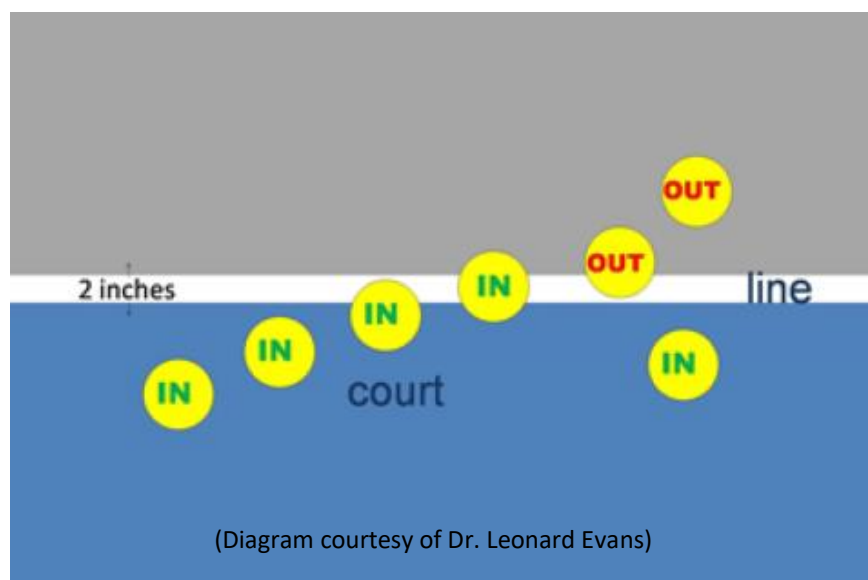 OUT
OUT
2 inches
IN
line
IN
IN
IN
IN
court
(Diagram courtesy of Dr. Leonard Evans)